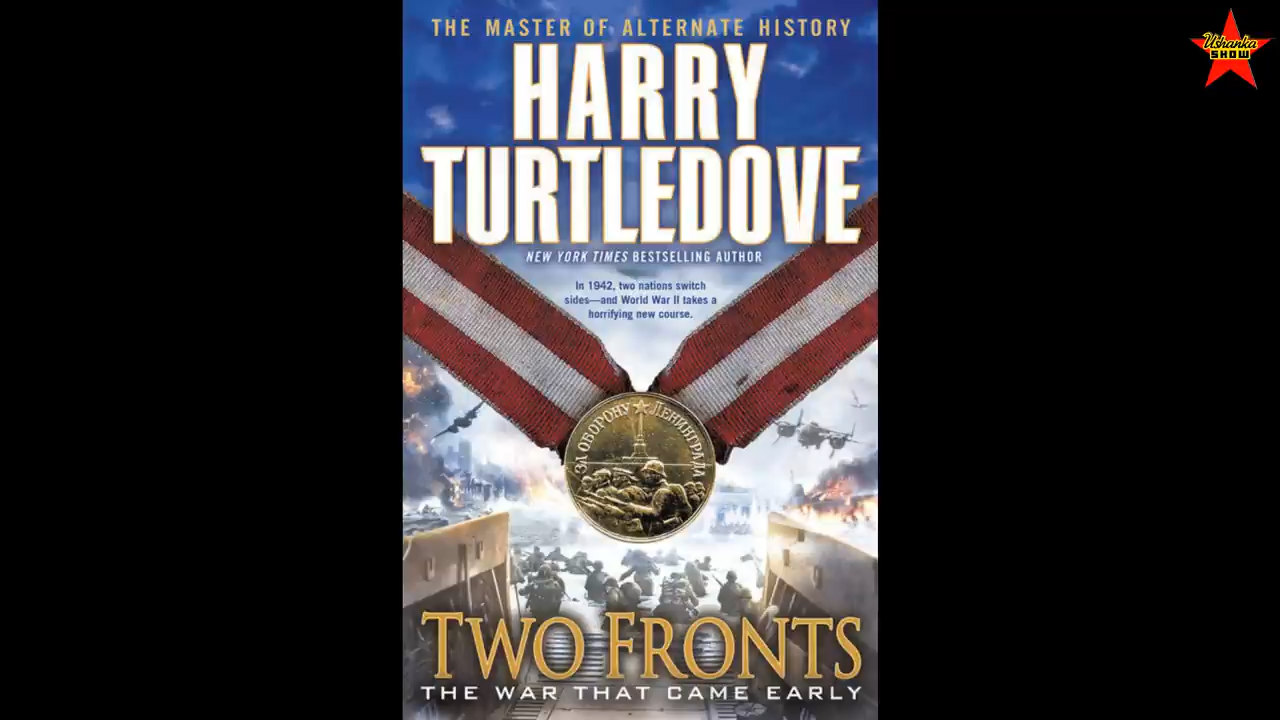 THE MASTER OF ALTERNATE HISTORY
HARRY
TURTLEDOVE
NEW YORK TIMES BESTSELLING AUTHOR
In 1942, two nations switch
sides—and World War II takes a
horrifying new course.
ЗА ОБОРОНУ ★ ЛЕНИНГРАДА
TWO FRONTS
THE WAR THAT CAME EARLY
Ushanka
SHOW